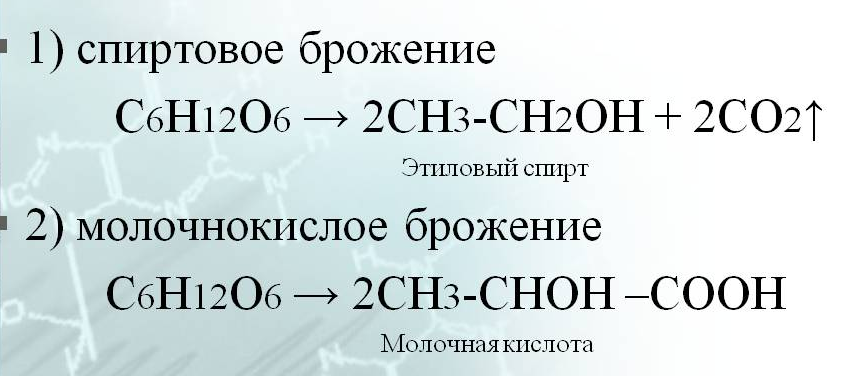 1) спиртовое брожение
C6H12O6 → 2CH3-CH2OH + 2CO2↑
Этиловый спирт
2) молочнокислое брожение
C6H12O6 → 2CH3-CHOH –COOH
Молочная кислота